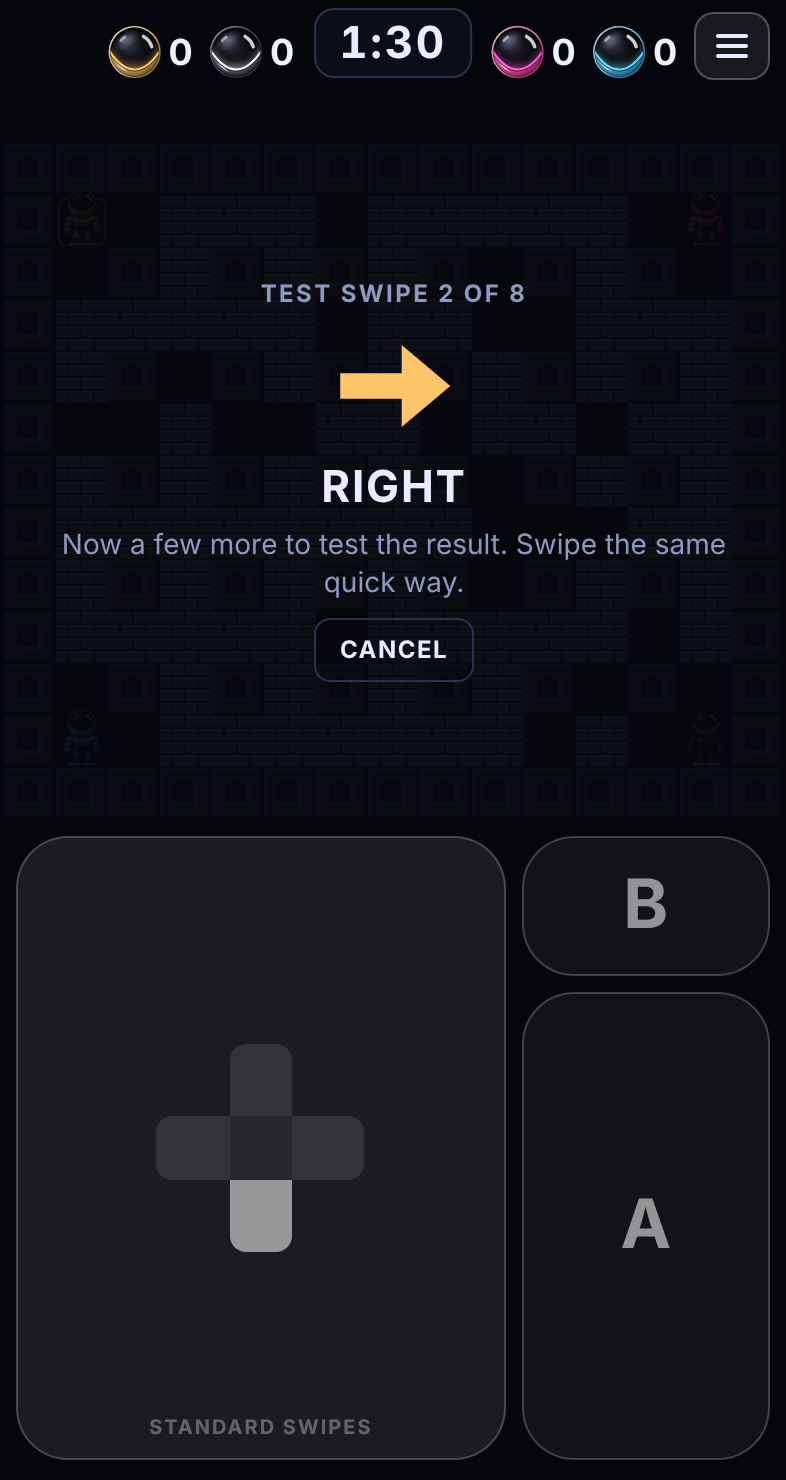 0 0 1:30 0 0
TEST SWIPE 2 OF 8
RIGHT
Now a few more to test the result. Swipe the same
quick way.
CANCEL
B
A
STANDARD SWIPES